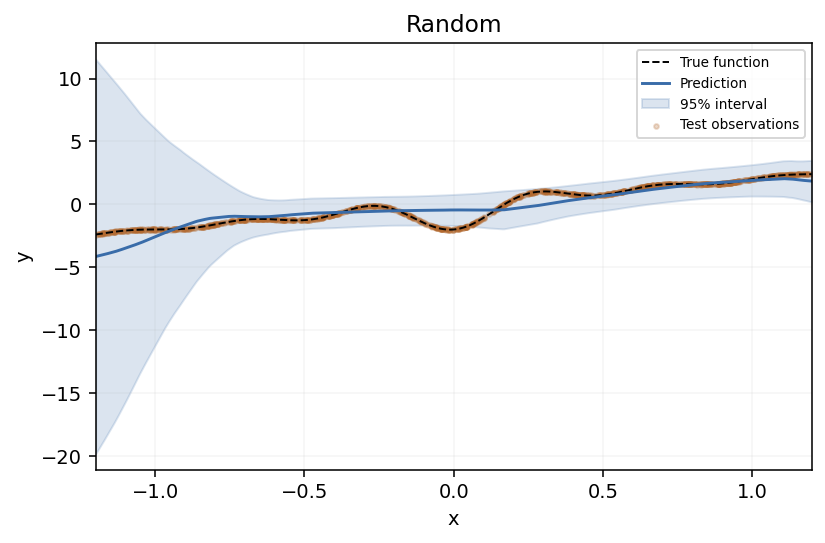 Random
True function
Prediction
95% interval
Test observations
10
5
0
−5
−10
−15
−20
y
−1.0 −0.5 0.0 0.5 1.0
x